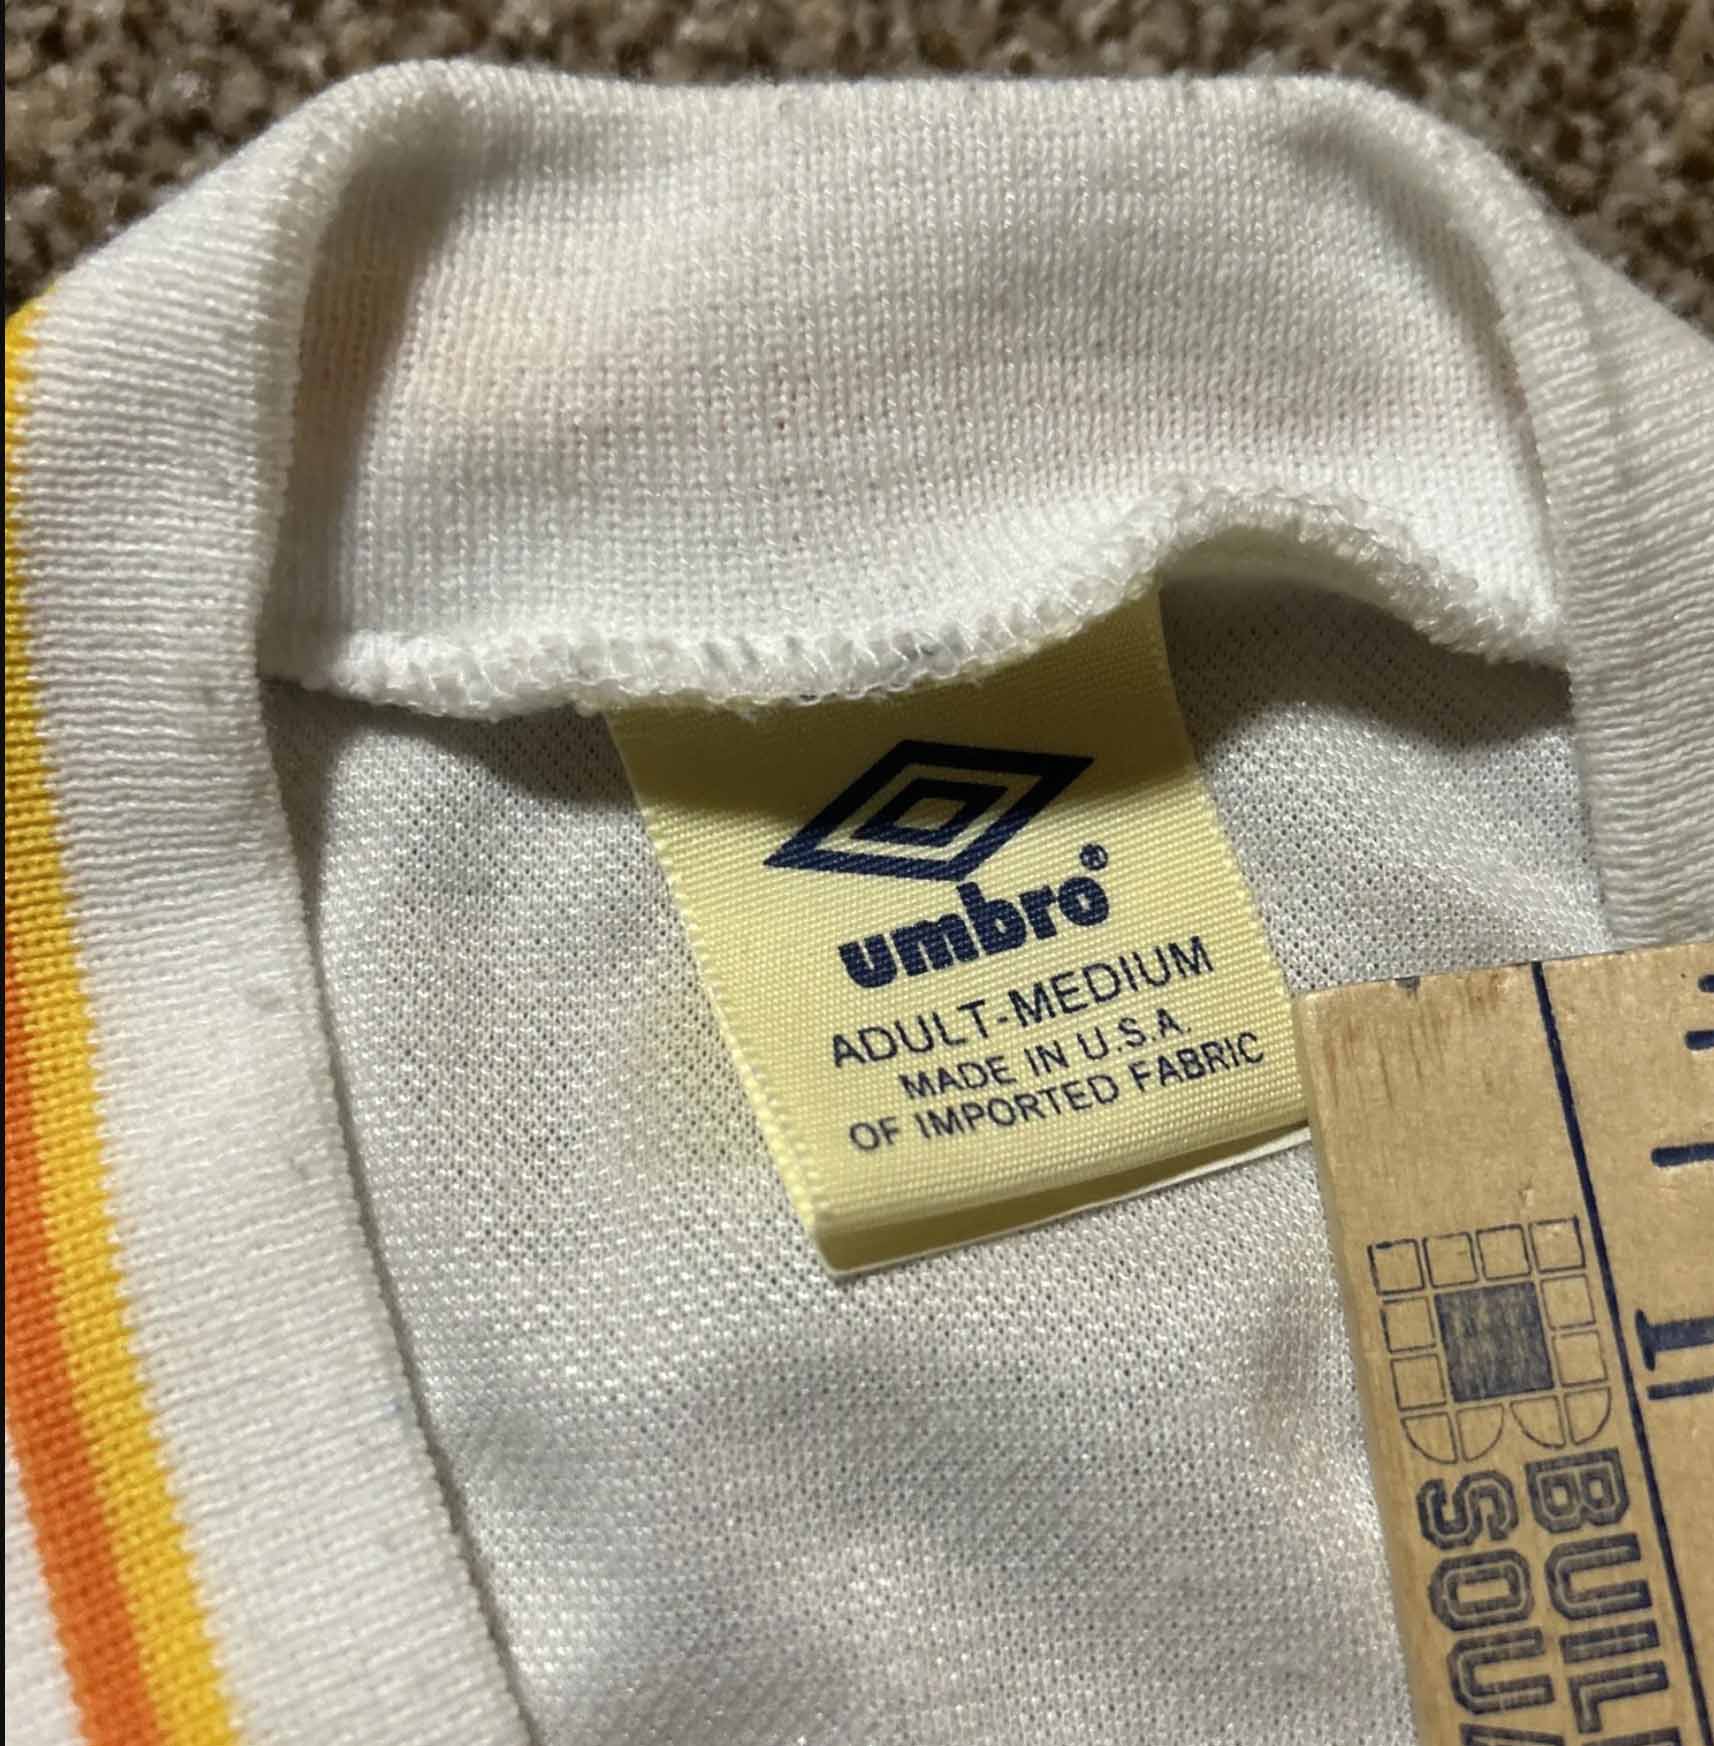 umbro®
ADULT-MEDIUM
MADE IN U.S.A.
OF IMPORTED FABRIC